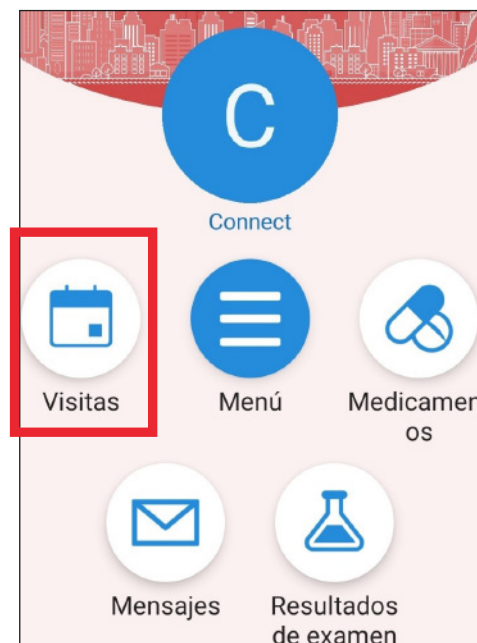 C
Connect
Visitas
Menú
Medicamen
os
Mensajes
Resultados
de examen